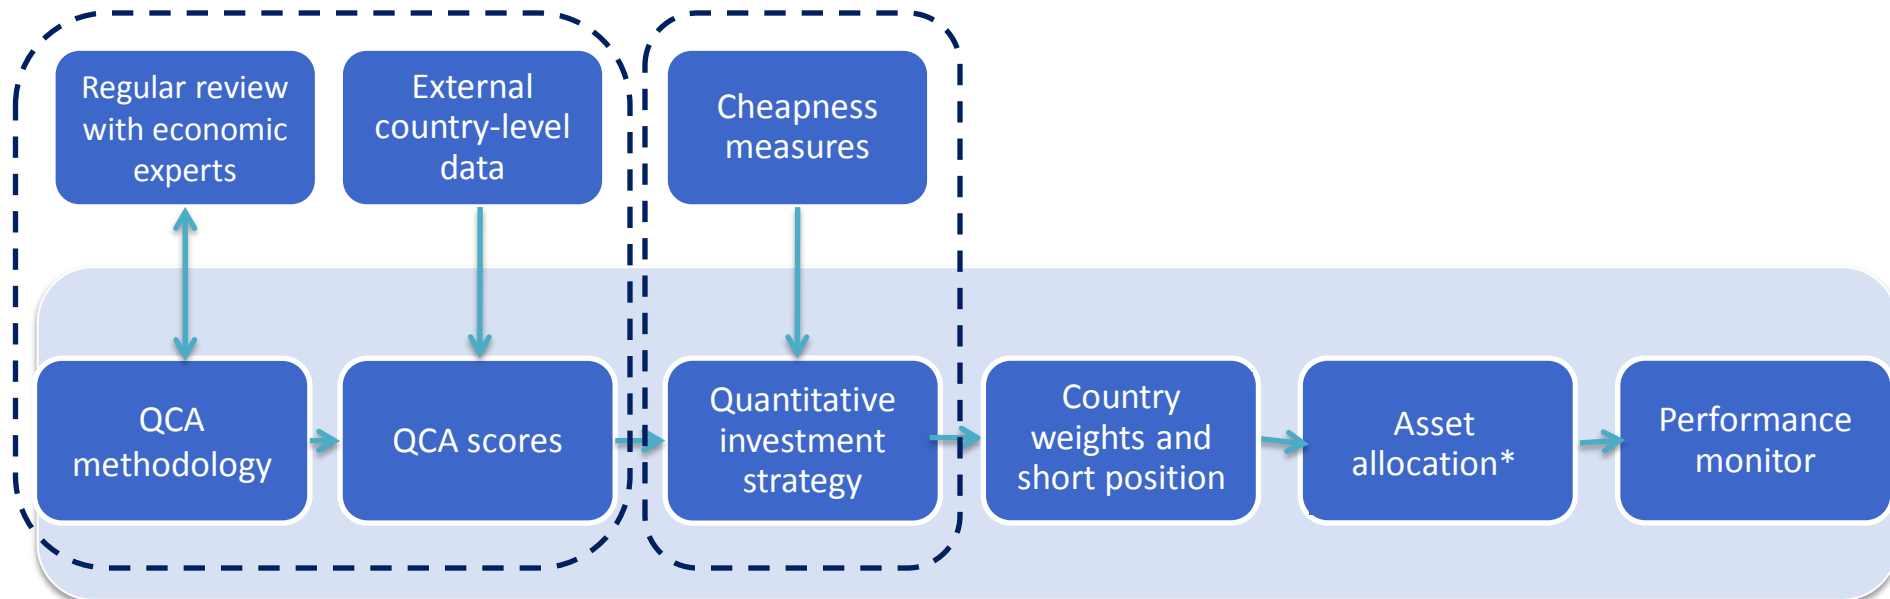 Regular review
with economic
experts
External
country-level
data
Cheapness
measures
QCA
methodology
QCA scores
Quantitative
investment
strategy
Country
weights and
short position
Asset
allocation*
Performance
monitor